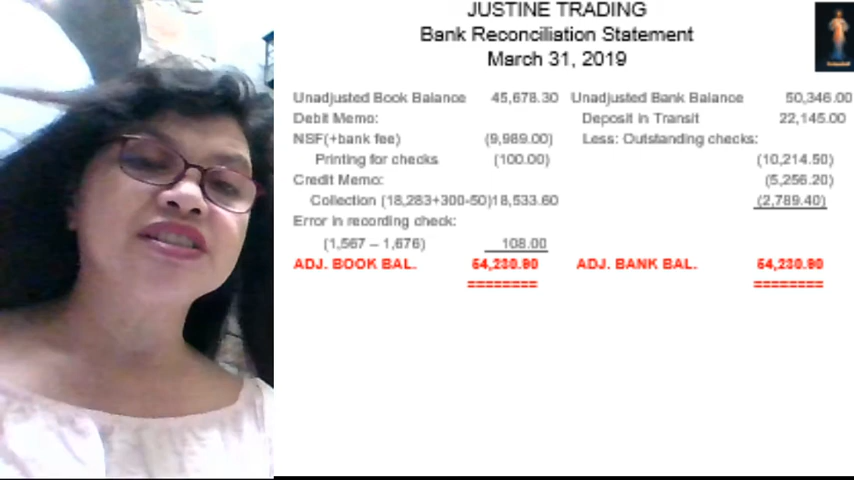 JUSTINE TRADING
Bank Reconciliation Statement
March 31, 2019
Unadjusted Book Balance 45,678.30 Unadjusted Bank Balance 50,346.00
Debit Memo: Deposit in Transit 22,145.00
NSF(+bank fee) (9,989.00) Less: Outstanding checks:
Printing for checks (100.00) (10,214.50)
Credit Memo: (5,256.20)
Collection (18,283+300-50)18,533.60 (2,789.40)
Error in recording check:
(1,567 – 1,676) 108.00
ADJ. BOOK BAL. 54,230.90 ADJ. BANK BAL. 54,230.90
======== ========